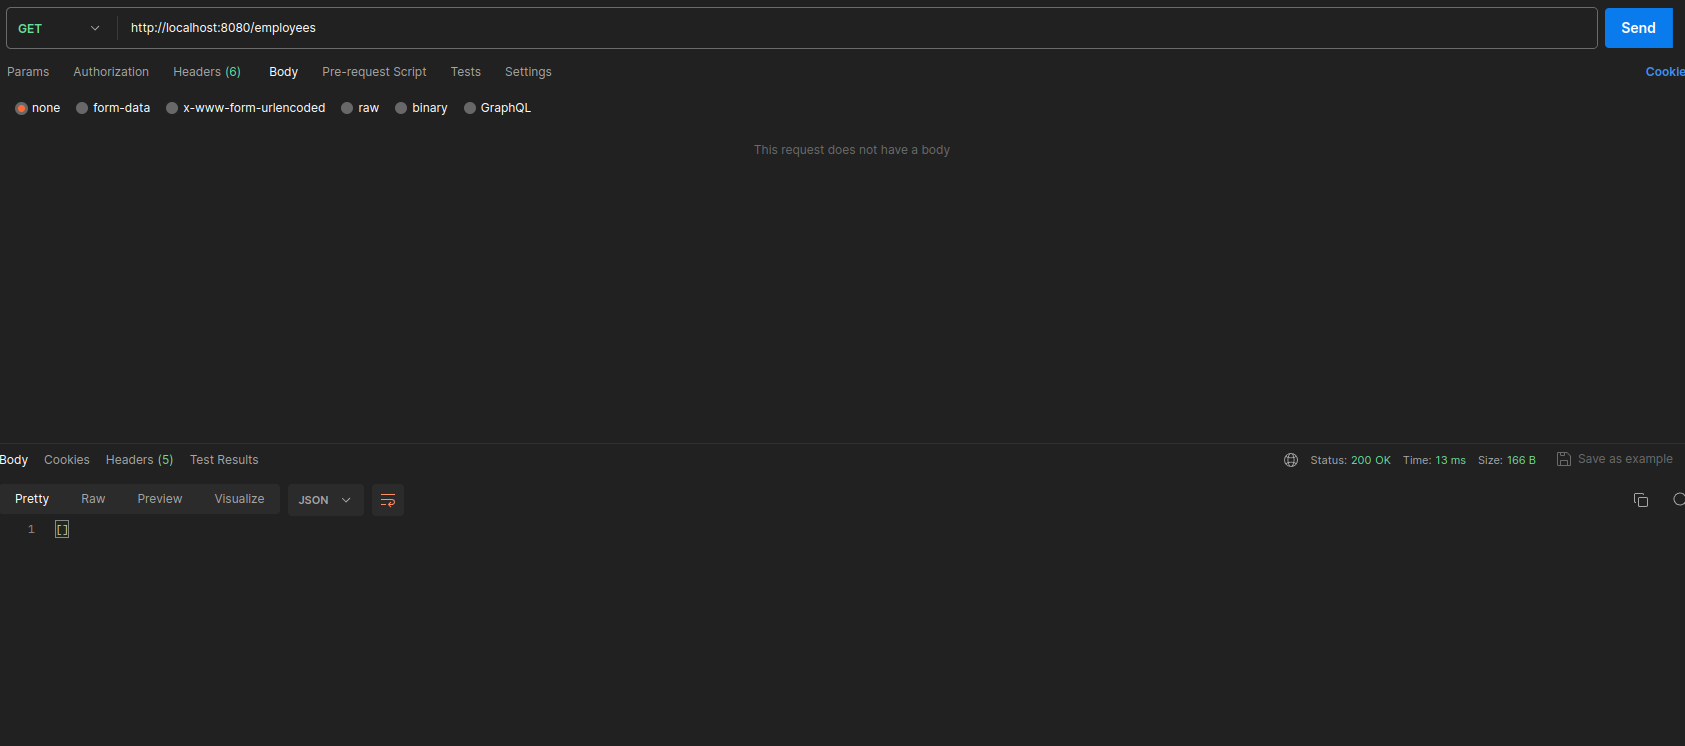 GET http://localhost:8080/employees Send
Params Authorization Headers (6) Body Pre-request Script Tests Settings Cookie
none form-data x-www-form-urlencoded raw binary GraphQL
This request does not have a body
Body Cookies Headers (5) Test Results Status: 200 OK Time: 13 ms Size: 166 B Save as example
Pretty Raw Preview Visualize JSON
1 []